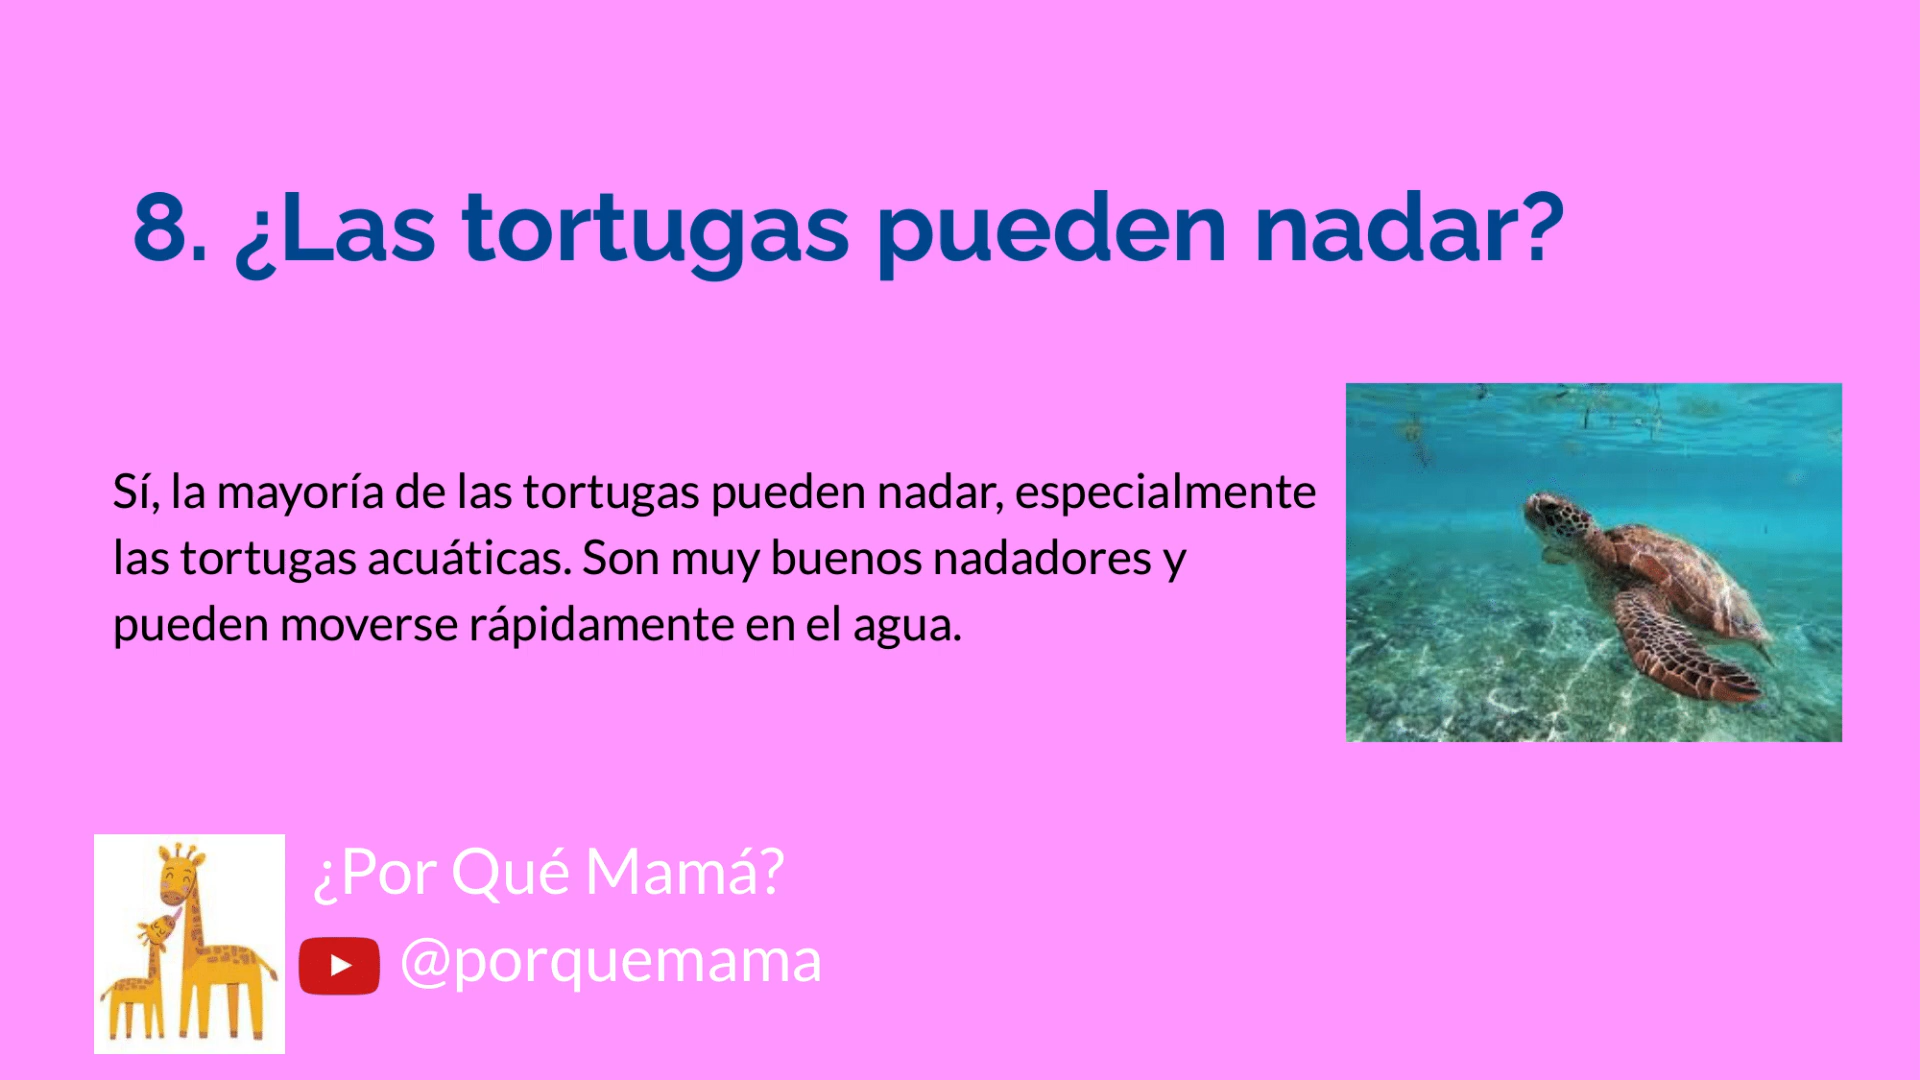 8. ¿Las tortugas pueden nadar?
Sí, la mayoría de las tortugas pueden nadar, especialmente
las tortugas acuáticas. Son muy buenos nadadores y
pueden moverse rápidamente en el agua.
¿Por Qué Mamá?
@porquemama